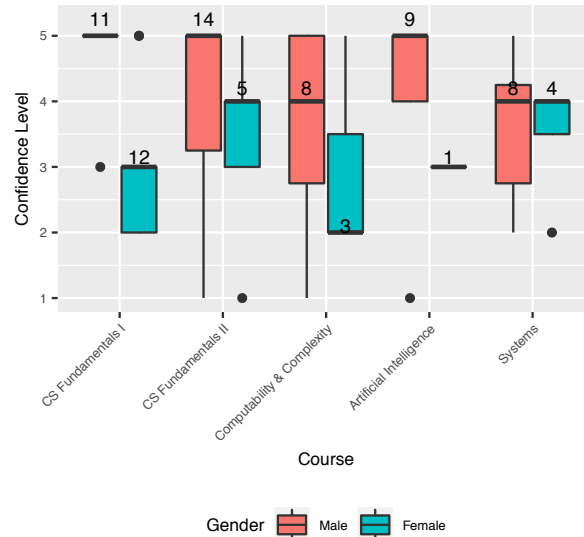 11
14
9
5
8
5
8
4
4
12
1
3
3
2
1
Confidence Level
CS Fundamentals I
CS Fundamentals II
Computability & Complexity
Artificial Intelligence
Systems
Course
Gender Male Female